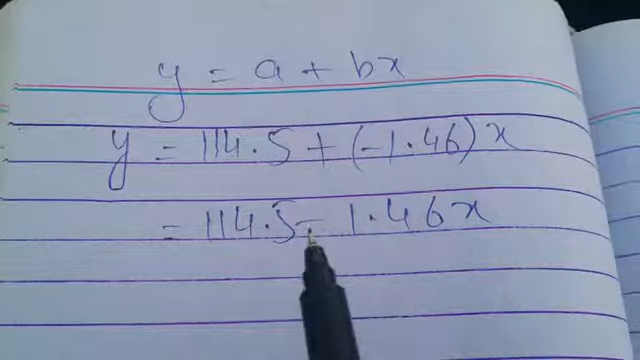 y = a + bx
y = 114.5 + (-1.46)x
= 114.5 - 1.46x